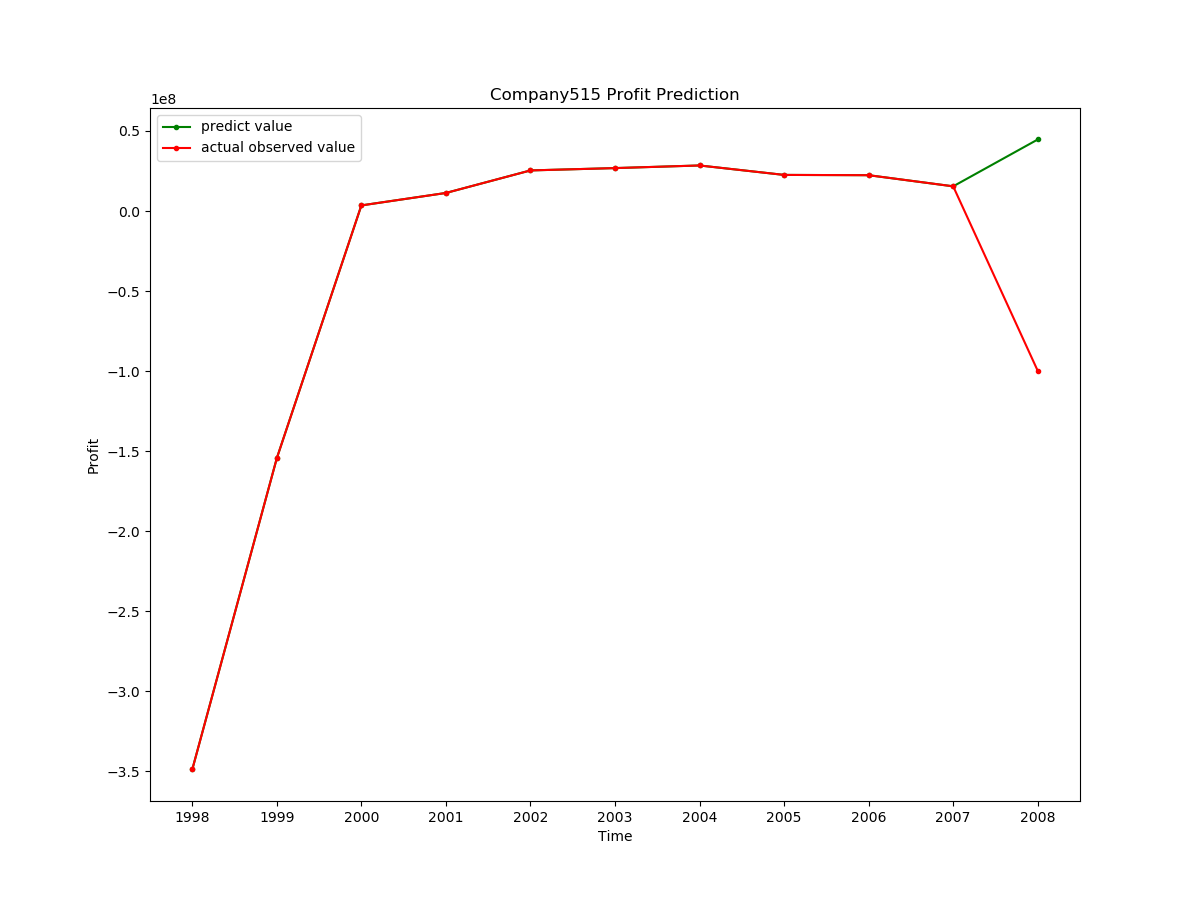 Company515 Profit Prediction
1e8
predict value
actual observed value
0.5
0.0
−0.5
−1.0
−1.5
−2.0
−2.5
−3.0
−3.5
Profit
1998 1999 2000 2001 2002 2003 2004 2005 2006 2007 2008
Time